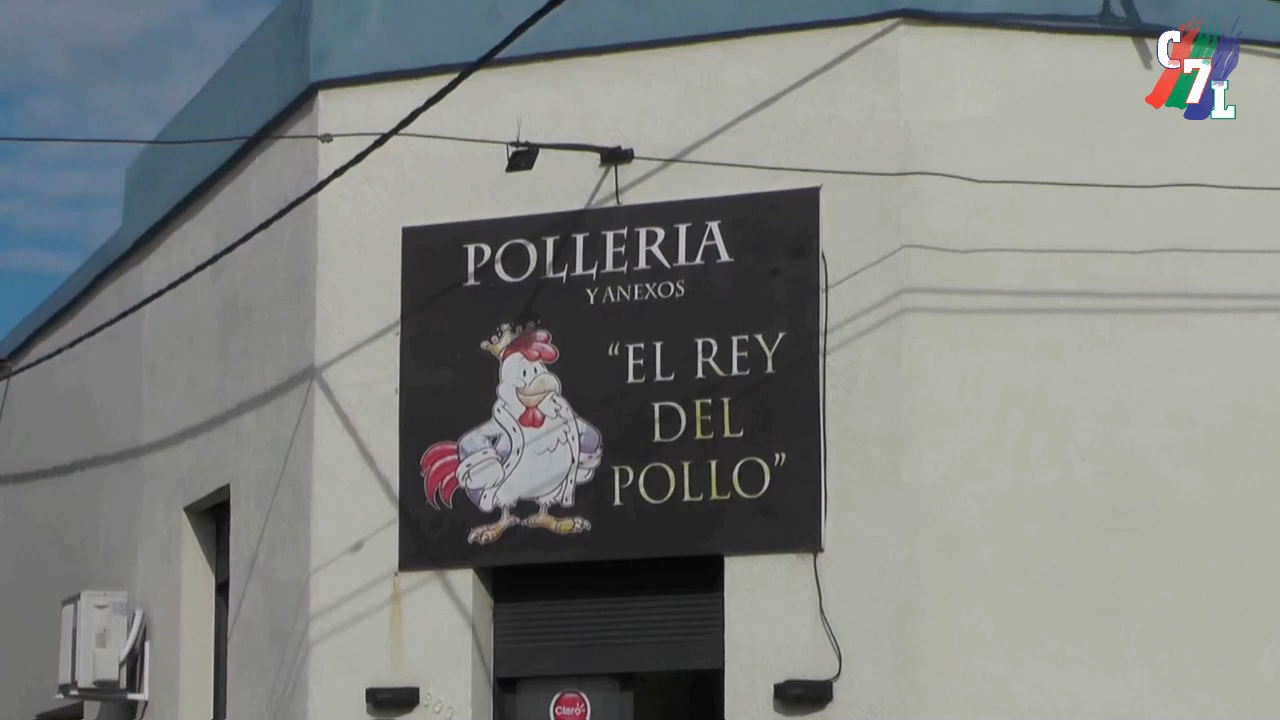 C7L
POLLERIA
Y ANEXOS
"EL REY
DEL
POLLO"
Claro